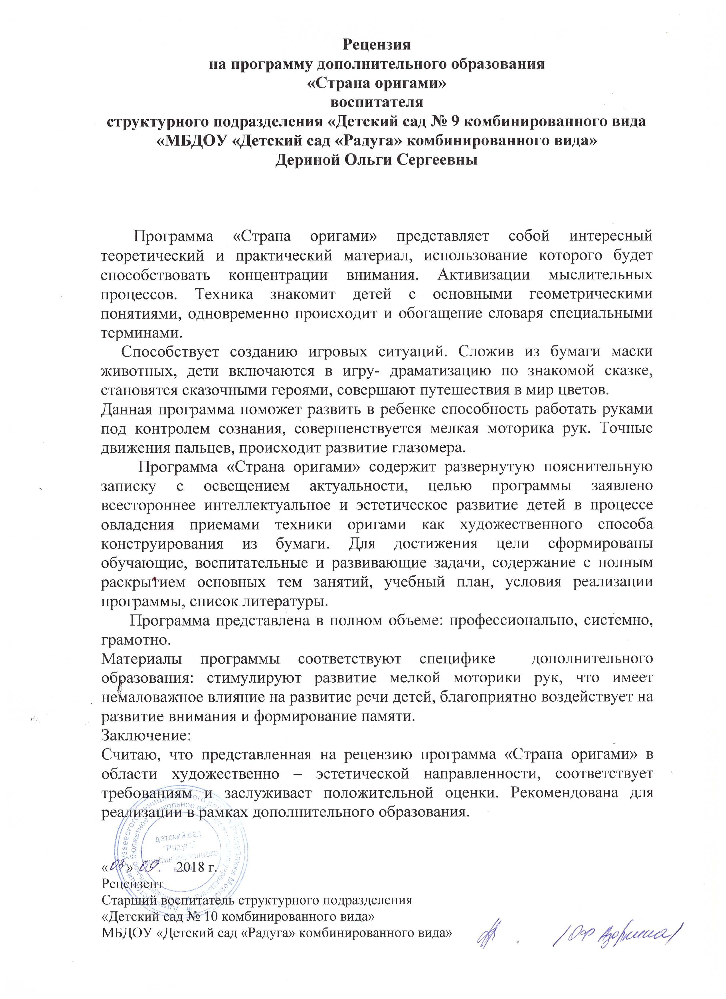 Рецензия
на программу дополнительного образования
«Страна оригами»
воспитателя
структурного подразделения «Детский сад № 9 комбинированного вида
«МБДОУ «Детский сад «Радуга» комбинированного вида»
Дериной Ольги Сергеевны
Программа «Страна оригами» представляет собой интересный
теоретический и практический материал, использование которого будет
способствовать концентрации внимания. Активизации мыслительных
процессов. Техника знакомит детей с основными геометрическими
понятиями, одновременно происходит и обогащение словаря специальными
терминами.
Способствует созданию игровых ситуаций. Сложив из бумаги маски
животных, дети включаются в игру- драматизацию по знакомой сказке,
становятся сказочными героями, совершают путешествия в мир цветов.
Данная программа поможет развить в ребенке способность работать руками
под контролем сознания, совершенствуется мелкая моторика рук. Точные
движения пальцев, происходит развитие глазомера.
Программа «Страна оригами» содержит развернутую пояснительную
записку с освещением актуальности, целью программы заявлено
всестороннее интеллектуальное и эстетическое развитие детей в процессе
овладения приемами техники оригами как художественного способа
конструирования из бумаги. Для достижения цели сформированы
обучающие, воспитательные и развивающие задачи, содержание с полным
раскрытием основных тем занятий, учебный план, условия реализации
программы, список литературы.
Программа представлена в полном объеме: профессионально, системно,
грамотно.
Материалы программы соответствуют специфике дополнительного
образования: стимулируют развитие мелкой моторики рук, что имеет
немаловажное влияние на развитие речи детей, благоприятно воздействует на
развитие внимания и формирование памяти.
Заключение:
Считаю, что представленная на рецензию программа «Страна оригами» в
области художественно – эстетической направленности, соответствует
требованиям и заслуживает положительной оценки. Рекомендована для
реализации в рамках дополнительного образования.
детский сад
"Радуга"
комбинированного
«03» 09. 2018 г.
Рецензент
Старший воспитатель структурного подразделения
«Детский сад № 10 комбинированного вида»
МБДОУ «Детский сад «Радуга» комбинированного вида»